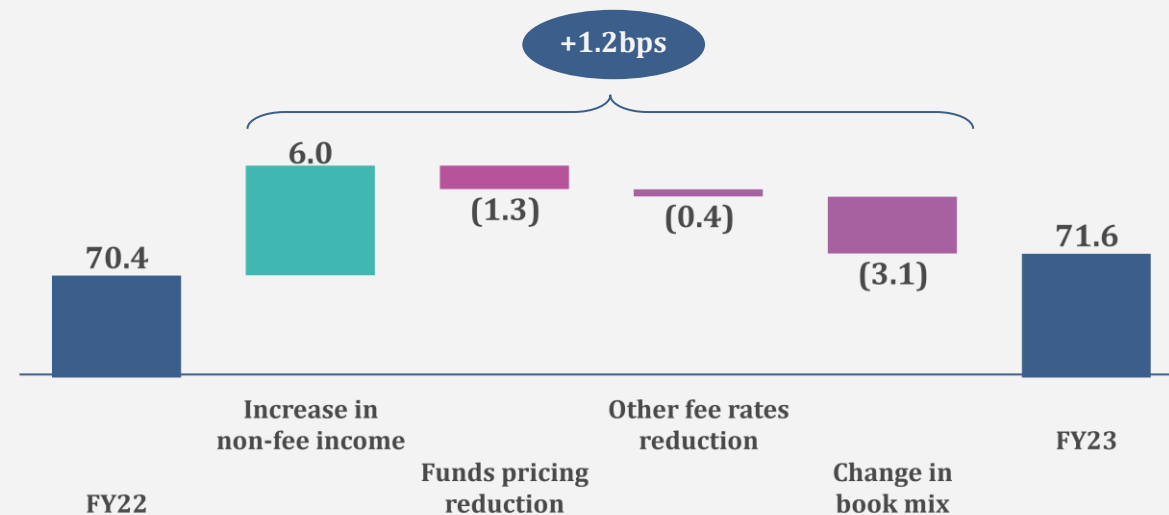 +1.2bps
6.0
(1.3)
(0.4)
(3.1)
70.4
71.6
Increase in
non-fee income
Funds pricing
reduction
Other fee rates
reduction
Change in
book mix
FY22
FY23